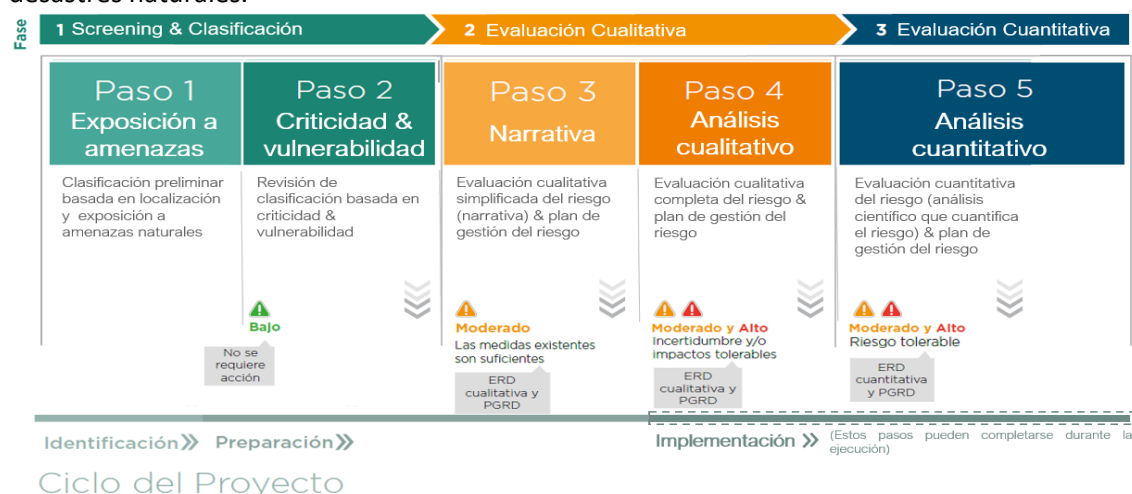 desastres naturales.
Fase
1 Screening & Clasificación
2 Evaluación Cualitativa
3 Evaluación Cuantitativa
Paso 1
Exposición a
amenazas
Clasificación preliminar
basada en localización
y exposición a
amenazas naturales
Paso 2
Criticidad &
vulnerabilidad
Revisión de
clasificación basada en
criticidad &
vulnerabilidad
Bajo
No se
requiere
acción
Paso 3
Narrativa
Evaluación cualitativa
simplificada del riesgo
(narrativa) & plan de
gestión del riesgo
Moderado
Las medidas existentes
son suficientes
ERD
cualitativa y
PGRD
Paso 4
Análisis
cualitativo
Evaluación cualitativa
completa del riesgo &
plan de gestión del
riesgo
Moderado y Alto
Incertidumbre y/o
impactos tolerables
ERD
cualitativa y
PGRD
Paso 5
Análisis
cuantitativo
Evaluación cuantitativa
del riesgo (análisis
científico que cuantifica
el riesgo) & plan de
gestión del riesgo
Moderado y Alto
Riesgo tolerable
ERD
cuantitativa
y PGRD
Identificación
Preparación
Implementación
(Estos pasos pueden completarse durante la
ejecución)
Ciclo del Proyecto